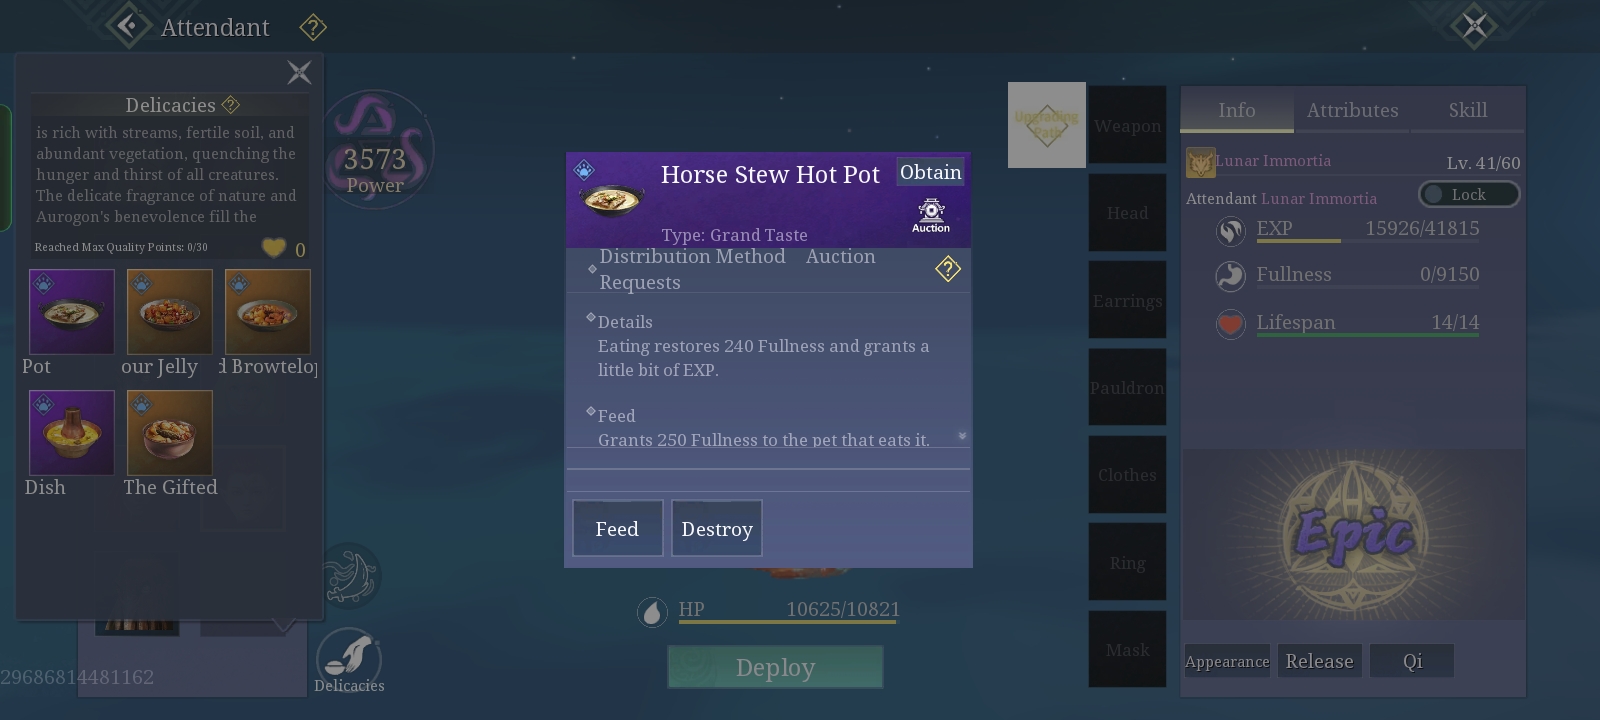 Attendant
Delicacies
is rich with streams, fertile soil, and
abundant vegetation, quenching the
hunger and thirst of all creatures.
The delicate fragrance of nature and
Aurogon's benevolence fill the
Reached Max Quality Points: 0/30
0
Pot
our Jelly
d Browtelop
Dish
The Gifted
29686814481162
3573
Power
Delicacies
Horse Stew Hot Pot
Obtain
Auction
Type: Grand Taste
Distribution Method Auction
Requests
Details
Eating restores 240 Fullness and grants a
little bit of EXP.
Feed
Grants 250 Fullness to the pet that eats it.
Feed
Destroy
HP 10625/10821
Deploy
Upgrading
Path
Weapon
Head
Earrings
Pauldron
Clothes
Ring
Mask
Info
Attributes
Skill
Lunar Immortia
Lv. 41/60
Attendant Lunar Immortia
Lock
EXP 15926/41815
Fullness 0/9150
Lifespan 14/14
Epic
Appearance
Release
Qi